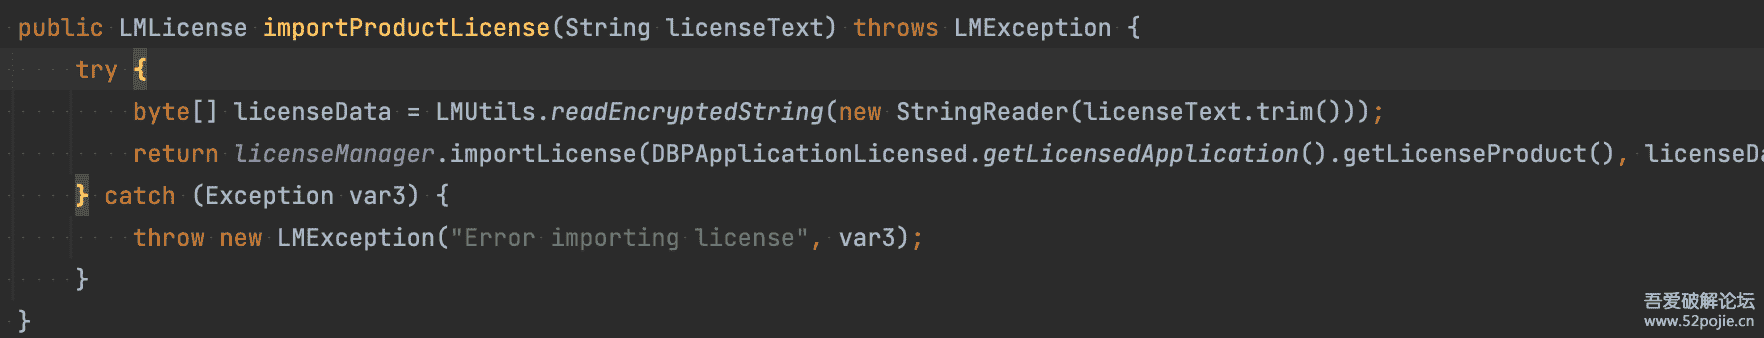 public LMLicense importProductLicense(String licenseText) throws LMException {
try {
byte[] licenseData = LMUtils.readEncryptedString(new StringReader(licenseText.trim()));
return licenseManager.importLicense(DBPApplicationLicensed.getLicensedApplication().getLicenseProduct(), licenseDa
} catch (Exception var3) {
throw new LMException("Error importing license", var3);
}
}
吾爱破解论坛
www.52pojie.cn